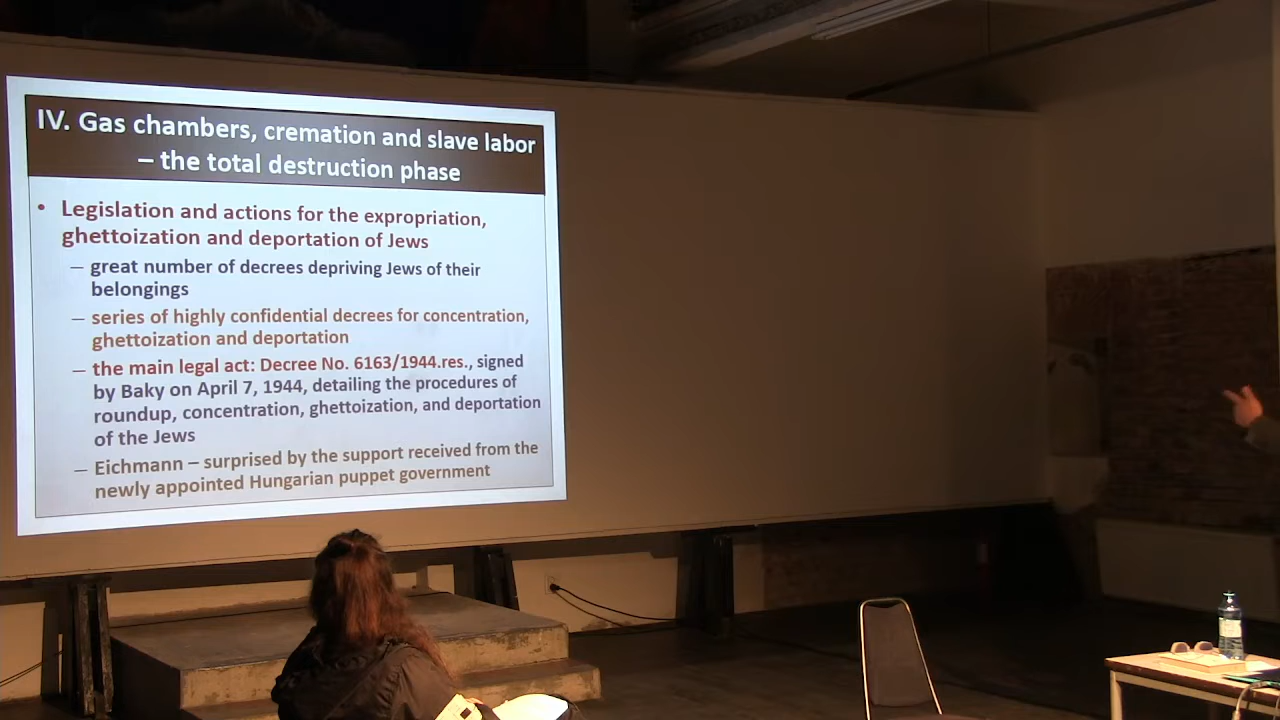 IV. Gas chambers, cremation and slave labor
– the total destruction phase
• Legislation and actions for the expropriation,
ghettoization and deportation of Jews
– great number of decrees depriving Jews of their
belongings
– series of highly confidential decrees for concentration,
ghettoization and deportation
– the main legal act: Decree No. 6163/1944.res., signed
by Baky on April 7, 1944, detailing the procedures of
roundup, concentration, ghettoization, and deportation
of the Jews
– Eichmann – surprised by the support received from the
newly appointed Hungarian puppet government